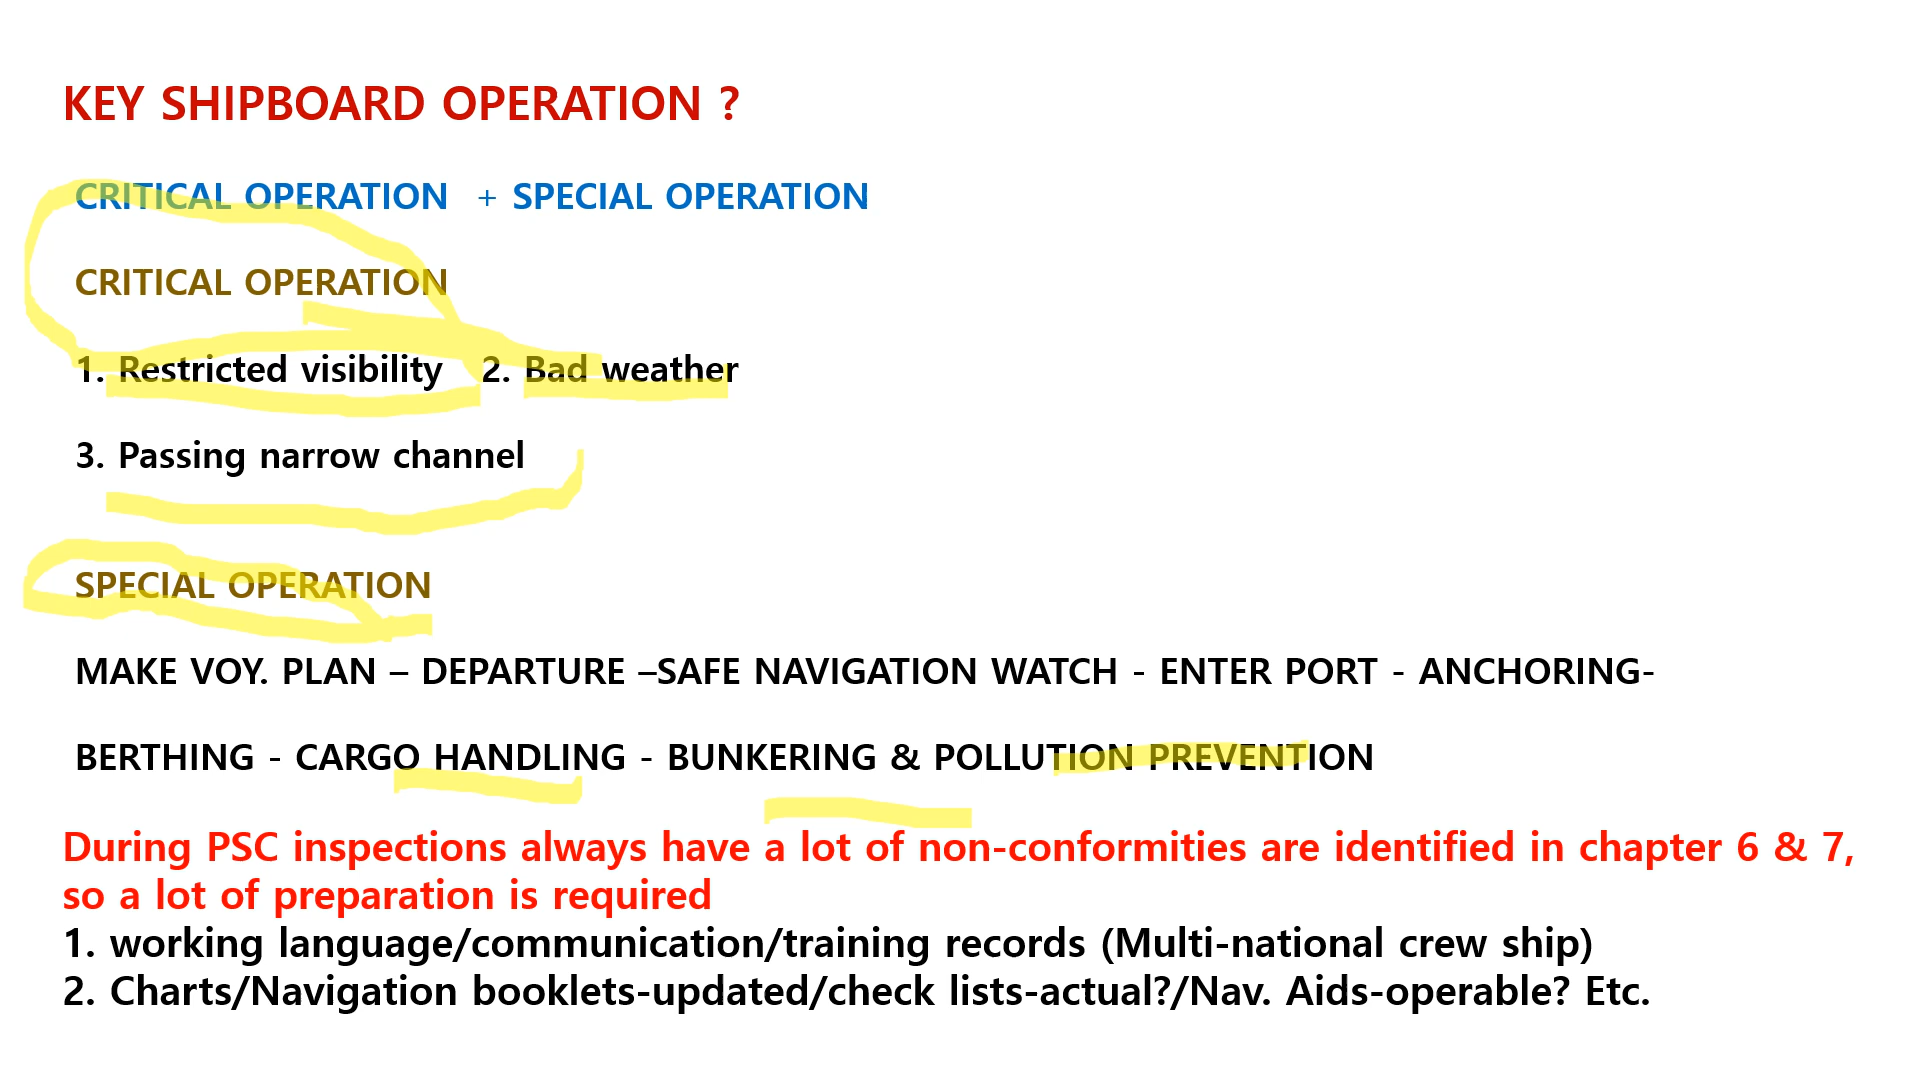 KEY SHIPBOARD OPERATION ?
CRITICAL OPERATION + SPECIAL OPERATION
CRITICAL OPERATION
1. Restricted visibility 2. Bad weather
3. Passing narrow channel
SPECIAL OPERATION
MAKE VOY. PLAN – DEPARTURE –SAFE NAVIGATION WATCH - ENTER PORT - ANCHORING-
BERTHING - CARGO HANDLING - BUNKERING & POLLUTION PREVENTION
During PSC inspections always have a lot of non-conformities are identified in chapter 6 & 7,
so a lot of preparation is required
1. working language/communication/training records (Multi-national crew ship)
2. Charts/Navigation booklets-updated/check lists-actual?/Nav. Aids-operable? Etc.